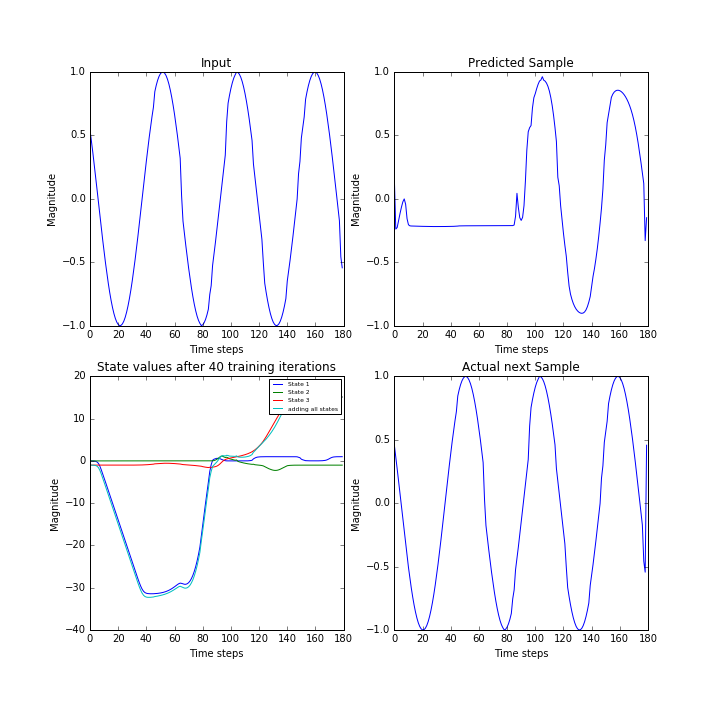 Input
Magnitude
1.0
0.5
0.0
−0.5
−1.0
0 20 40 60 80 100 120 140 160 180
Time steps
Predicted Sample
Magnitude
1.0
0.5
0.0
−0.5
−1.0
0 20 40 60 80 100 120 140 160 180
Time steps
State values after 40 training iterations
Magnitude
20
10
0
−10
−20
−30
−40
State 1
State 2
State 3
adding all states
0 20 40 60 80 100 120 140 160 180
Time steps
Actual next Sample
Magnitude
1.0
0.5
0.0
−0.5
−1.0
0 20 40 60 80 100 120 140 160 180
Time steps